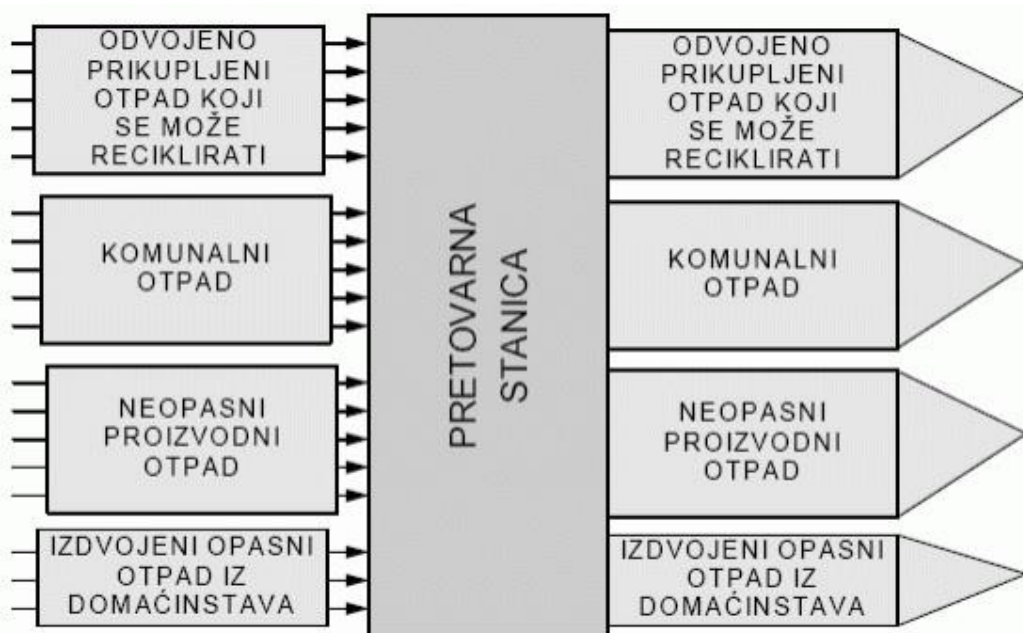 ODVOJENO
PRIKUPLJENI
OTPAD KOJI
SE MOŽE
RECIKLIRATI
KOMUNALNI
OTPAD
NEOPASNI
PROIZVODNI
OTPAD
IZDVOJENI OPASNI
OTPAD IZ
DOMAĆINSTAVA
PRETOVARNA
STANICA
ODVOJENO
PRIKUPLJENI
OTPAD KOJI
SE MOŽE
RECIKLIRATI
KOMUNALNI
OTPAD
NEOPASNI
PROIZVODNI
OTPAD
IZDVOJENI OPASNI
OTPAD IZ
DOMAĆINSTAVA